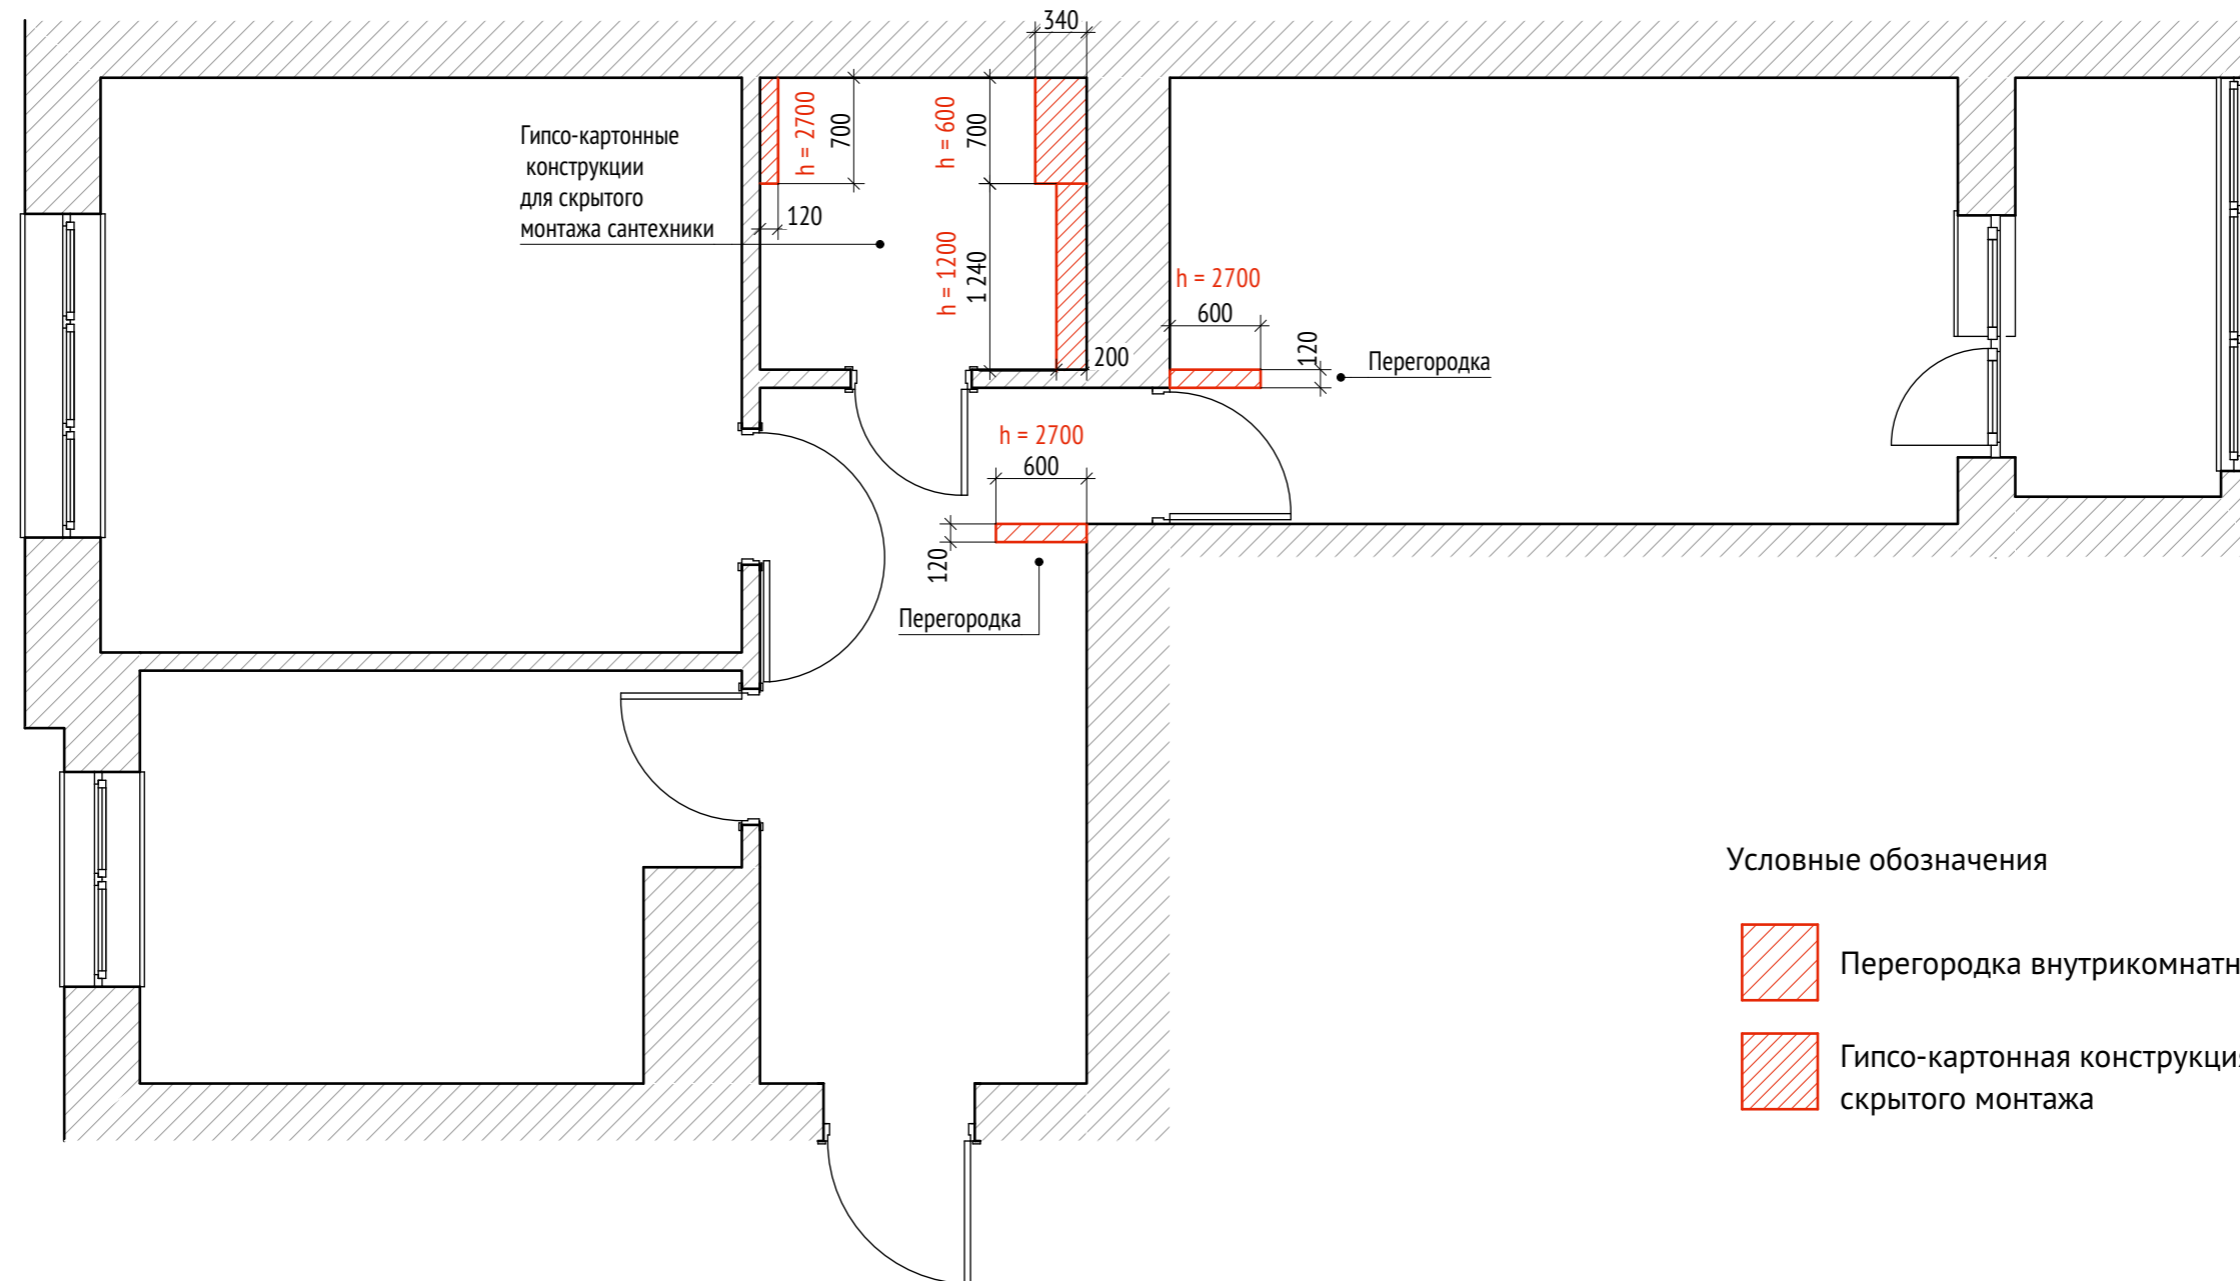 340
h = 2700
700
h = 600
700
Гипсо-картонные
конструкции
для скрытого
монтажа сантехники
120
h = 1200
1 240
200
h = 2700
600
120
Перегородка
h = 2700
600
120
Перегородка
Условные обозначения
Перегородка внутрикомнатн
Гипсо-картонная конструкция
скрытого монтажа